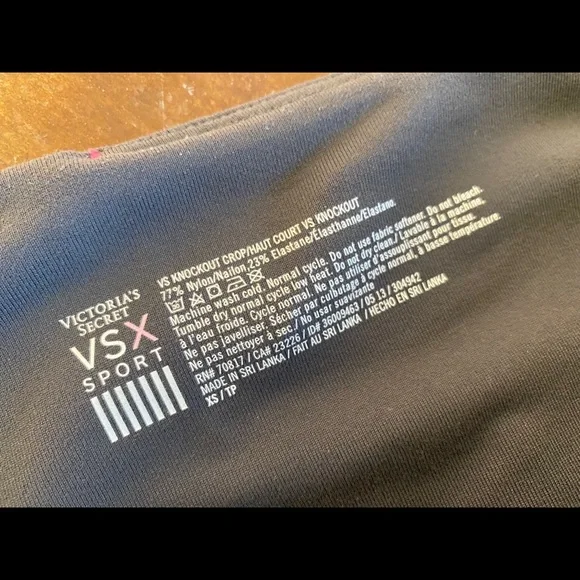 VICTORIA'S
SECRET
VSX
SPORT
VS KNOCKOUT CROP/HAUT COURT VS KNOCKOUT
77% Nylon/Nailon,23% Elastane/Élasthanne/Elastano.
Machine wash cold. Normal cycle. Do not use fabric softener. Do not bleach.
Tumble dry normal cycle low heat. Do not dry clean./Lavable à la machine,
à l'eau froide. Cycle normal. Ne pas utiliser d'assouplissant pour tissu.
Ne pas javelliser. Sécher par culbutage à cycle normal, à basse température.
Ne pas nettoyer à sec./No usar suavizante
RN# 70817 / CA# 23276 / ID# 36009463 / 05 13 / 304942
MADE IN SRI LANKA / FAIT AU SRI LANKA / HECHO EN SRI LANKA
XS / TP